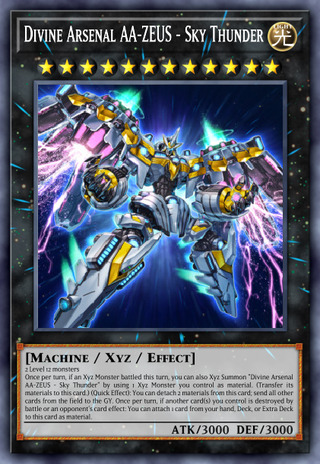 Divine Arsenal AA-ZEUS - Sky Thunder
LIGHT
光
[Machine / Xyz / Effect]
2 Level 12 monsters
Once per turn, if an Xyz Monster battled this turn, you can also Xyz Summon "Divine Arsenal
AA-ZEUS - Sky Thunder" by using 1 Xyz Monster you control as material. (Transfer its
materials to this card.) (Quick Effect): You can detach 2 materials from this card; send all other
cards from the field to the GY. Once per turn, if another card(s) you control is destroyed by
battle or an opponent's card effect: You can attach 1 card from your hand, Deck, or Extra Deck
to this card as material.
ATK/3000 DEF/3000